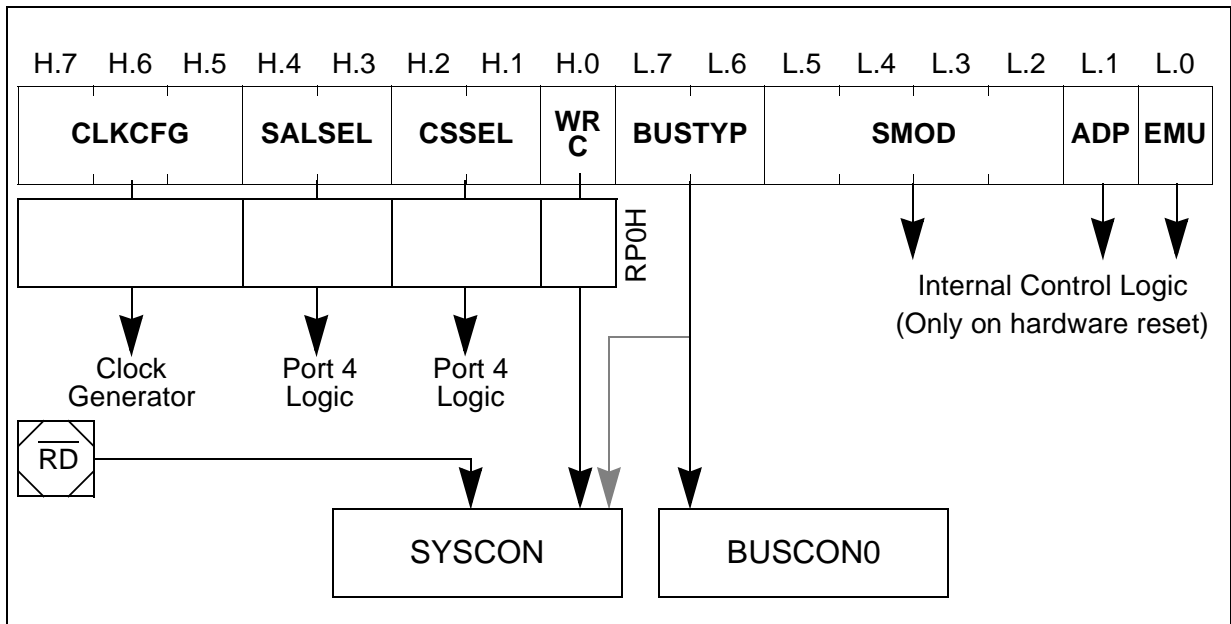 H.7 H.6 H.5 H.4 H.3 H.2 H.1 H.0 L.7 L.6 L.5 L.4 L.3 L.2 L.1 L.0
CLKCFG SALSEL CSSEL WR BUSTYP SMOD ADP EMU
C
RP0H
Internal Control Logic
(Only on hardware reset)
Clock
Generator
Port 4
Logic
Port 4
Logic
RD
SYSCON
BUSCON0